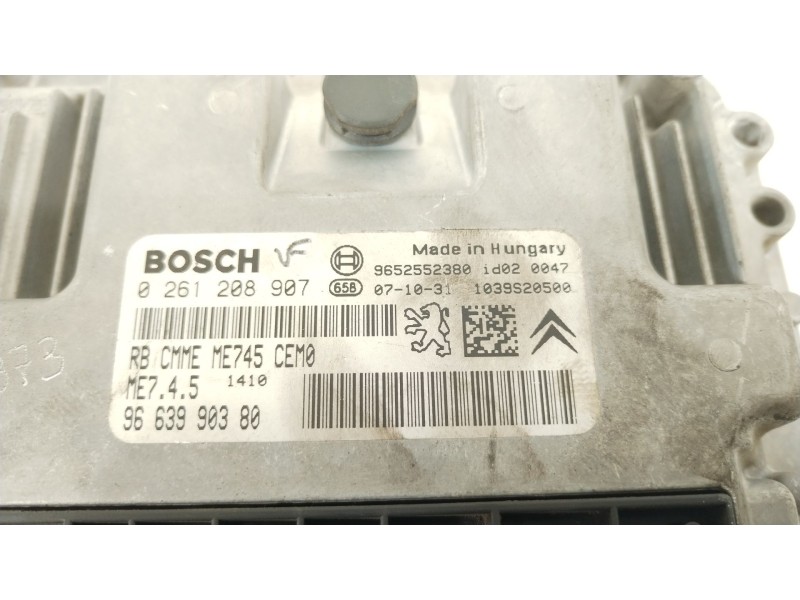 BOSCH VF
Made in Hungary
9652552380 id02 0047
0 261 208 907 658 07-10-31 1039S20500
RB CMME ME745 CEM0
ME7.4.5 1410
96 639 903 80